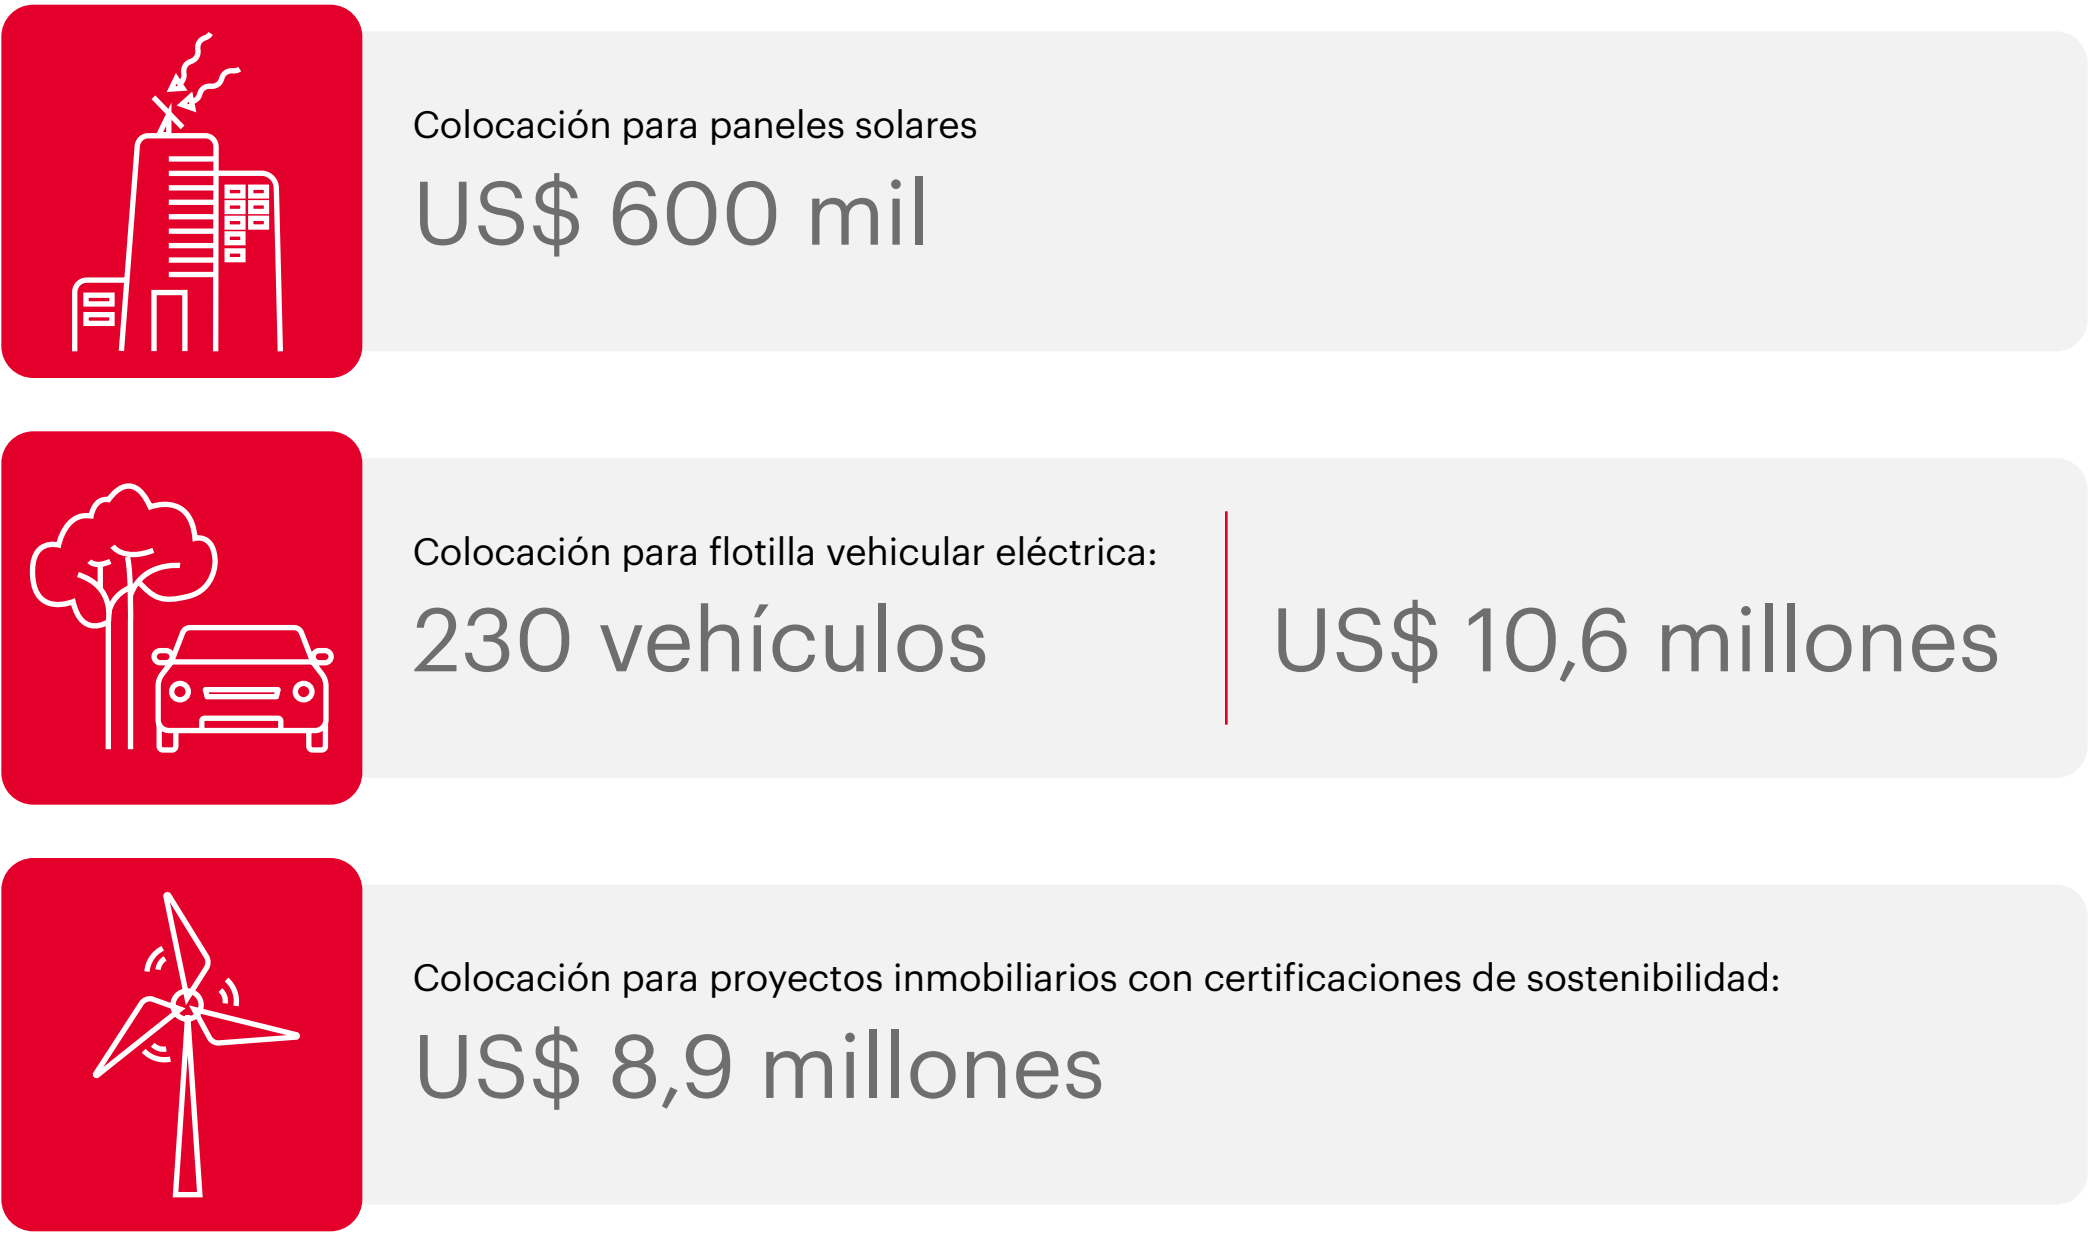 Colocación para paneles solares
US$ 600 mil
Colocación para flotilla vehicular eléctrica:
230 vehículos
US$ 10,6 millones
Colocación para proyectos inmobiliarios con certificaciones de sostenibilidad:
US$ 8,9 millones